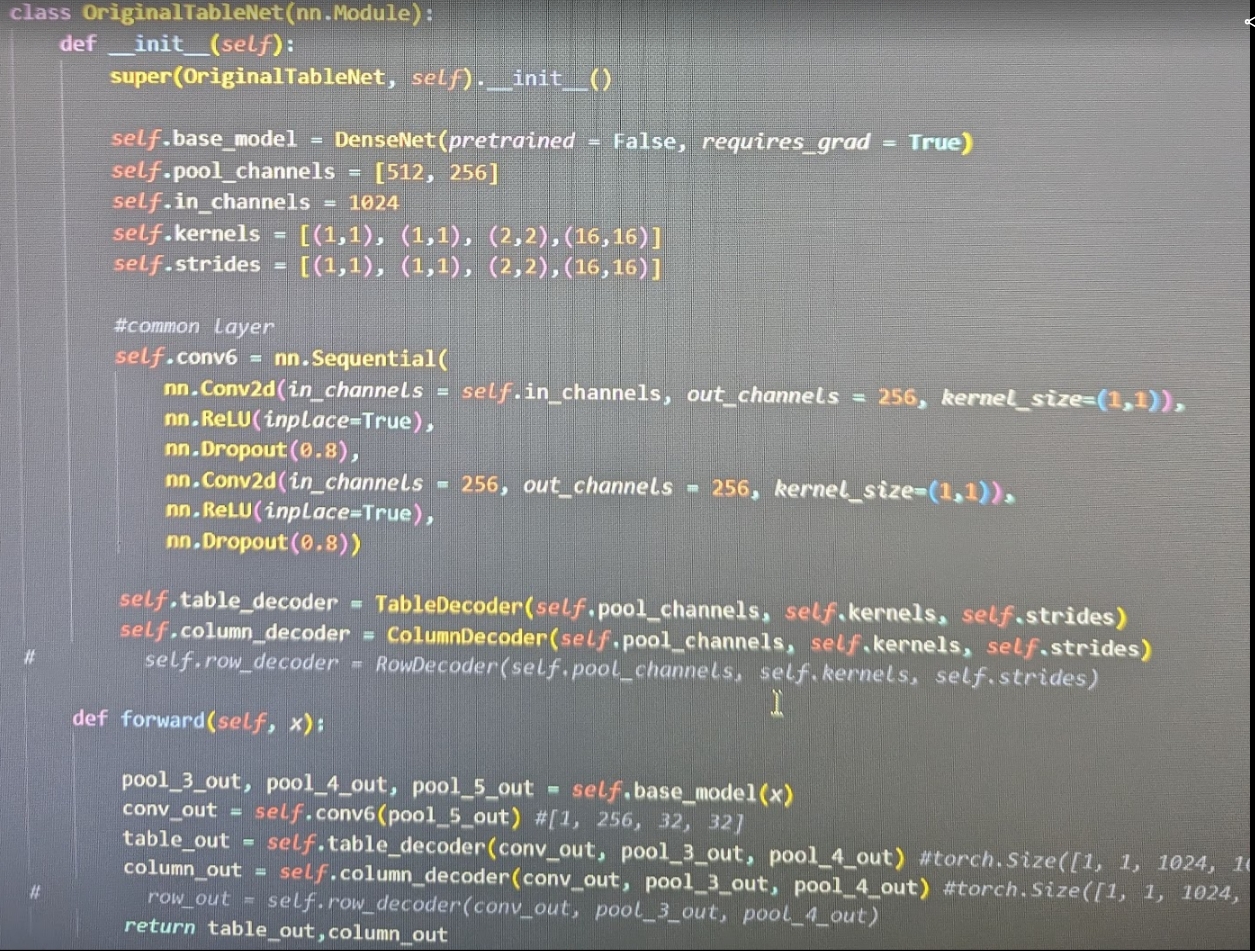 class OriginalTableNet(nn.Module):
def __init__(self):
super(OriginalTableNet, self).__init__()
self.base_model = DenseNet(pretrained = False, requires_grad = True)
self.pool_channels = [512, 256]
self.in_channels = 1024
self.kernels = [(1,1), (1,1), (2,2),(16,16)]
self.strides = [(1,1), (1,1), (2,2),(16,16)]
#common layer
self.conv6 = nn.Sequential(
nn.Conv2d(in_channels = self.in_channels, out_channels = 256, kernel_size=(1,1)),
nn.ReLU(inplace=True),
nn.Dropout(0.8),
nn.Conv2d(in_channels = 256, out_channels = 256, kernel_size=(1,1)),
nn.ReLU(inplace=True),
nn.Dropout(0.8))
self.table_decoder = TableDecoder(self.pool_channels, self.kernels, self.strides)
self.column_decoder = ColumnDecoder(self.pool_channels, self.kernels, self.strides)
# self.row_decoder = RowDecoder(self.pool_channels, self.kernels, self.strides)
def forward(self, x):
pool_3_out, pool_4_out, pool_5_out = self.base_model(x)
conv_out = self.conv6(pool_5_out) #[1, 256, 32, 32]
table_out = self.table_decoder(conv_out, pool_3_out, pool_4_out) #torch.Size([1, 1, 1024,
column_out = self.column_decoder(conv_out, pool_3_out, pool_4_out) #torch.Size([1, 1, 1024,
# row_out = self.row_decoder(conv_out, pool_3_out, pool_4_out)
return table_out,column_out